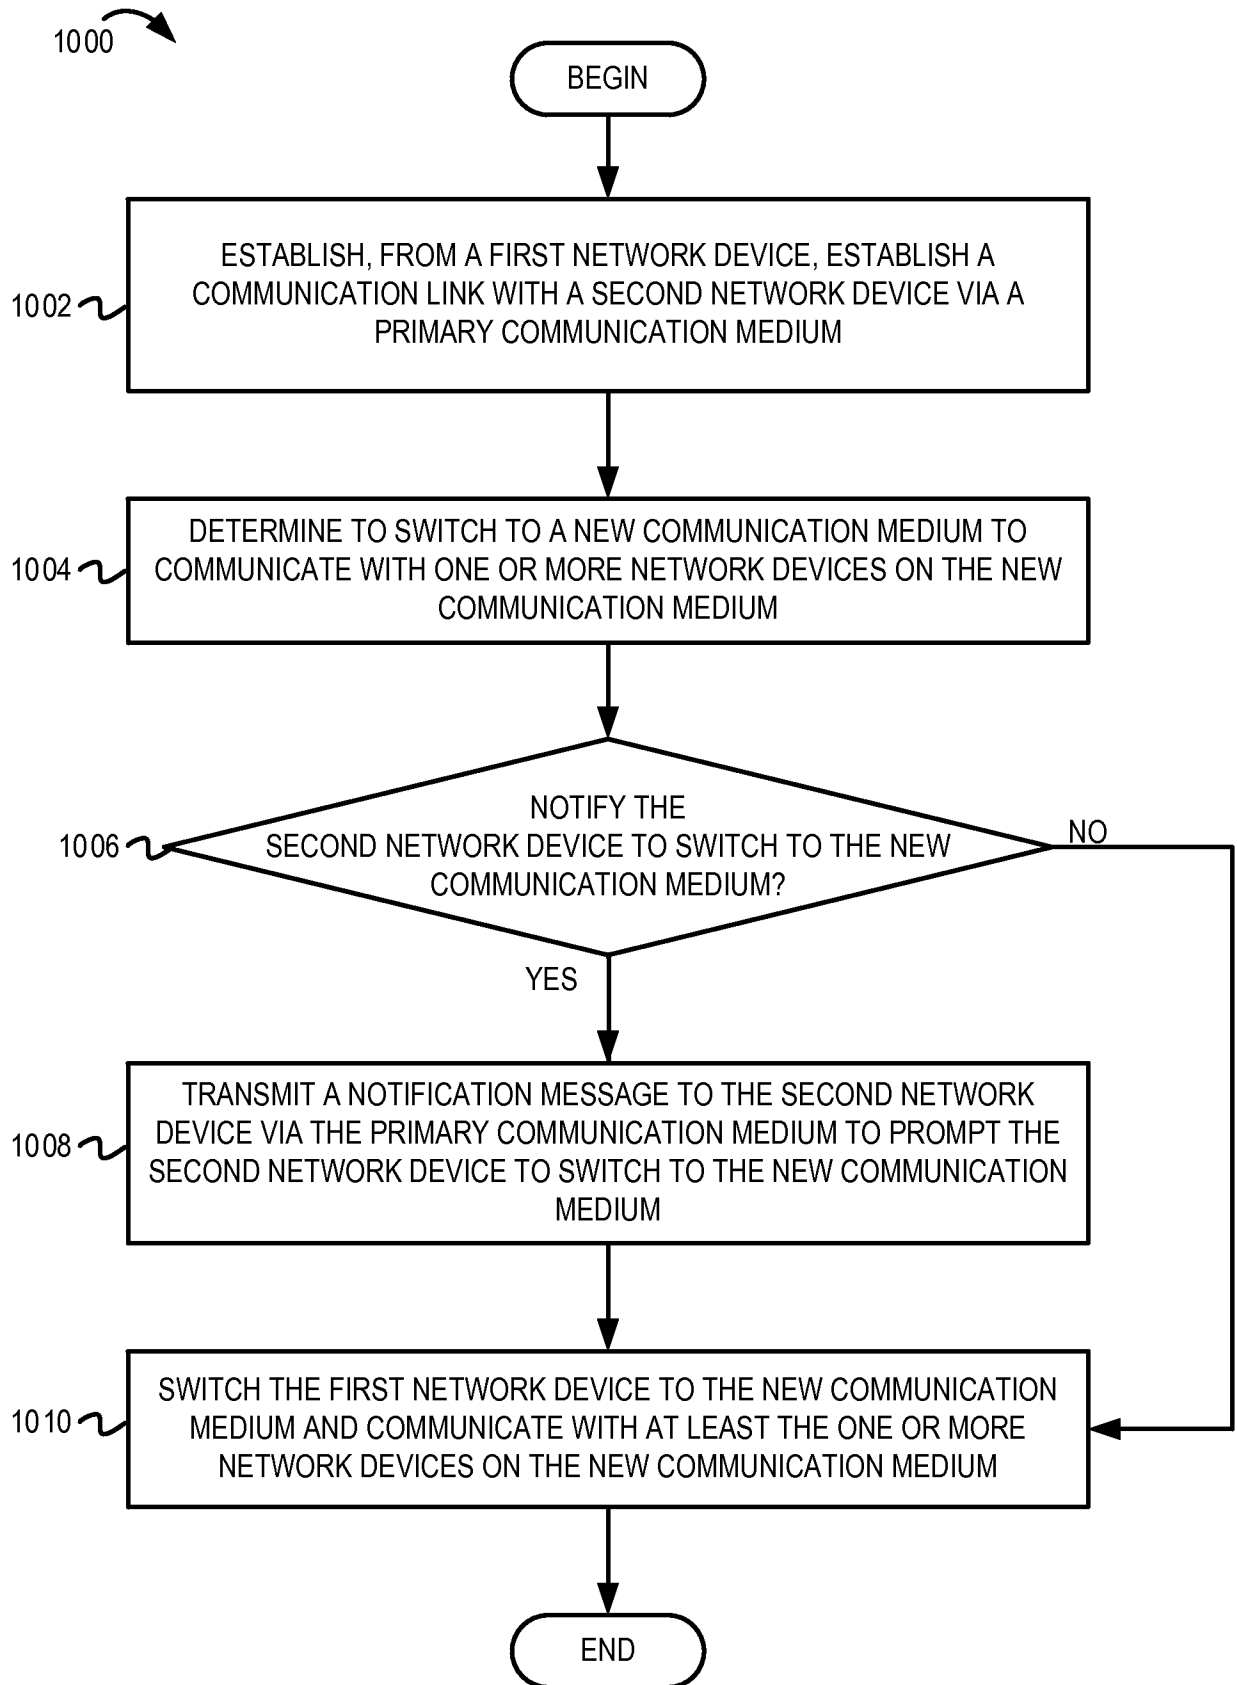 1000
BEGIN
ESTABLISH, FROM A FIRST NETWORK DEVICE, ESTABLISH A
COMMUNICATION LINK WITH A SECOND NETWORK DEVICE VIA A
PRIMARY COMMUNICATION MEDIUM
1002
DETERMINE TO SWITCH TO A NEW COMMUNICATION MEDIUM TO
COMMUNICATE WITH ONE OR MORE NETWORK DEVICES ON THE NEW
COMMUNICATION MEDIUM
1004
NOTIFY THE
SECOND NETWORK DEVICE TO SWITCH TO THE NEW
COMMUNICATION MEDIUM?
1006
NO
YES
TRANSMIT A NOTIFICATION MESSAGE TO THE SECOND NETWORK
DEVICE VIA THE PRIMARY COMMUNICATION MEDIUM TO PROMPT THE
SECOND NETWORK DEVICE TO SWITCH TO THE NEW COMMUNICATION
MEDIUM
1008
SWITCH THE FIRST NETWORK DEVICE TO THE NEW COMMUNICATION
MEDIUM AND COMMUNICATE WITH AT LEAST THE ONE OR MORE
NETWORK DEVICES ON THE NEW COMMUNICATION MEDIUM
1010
END